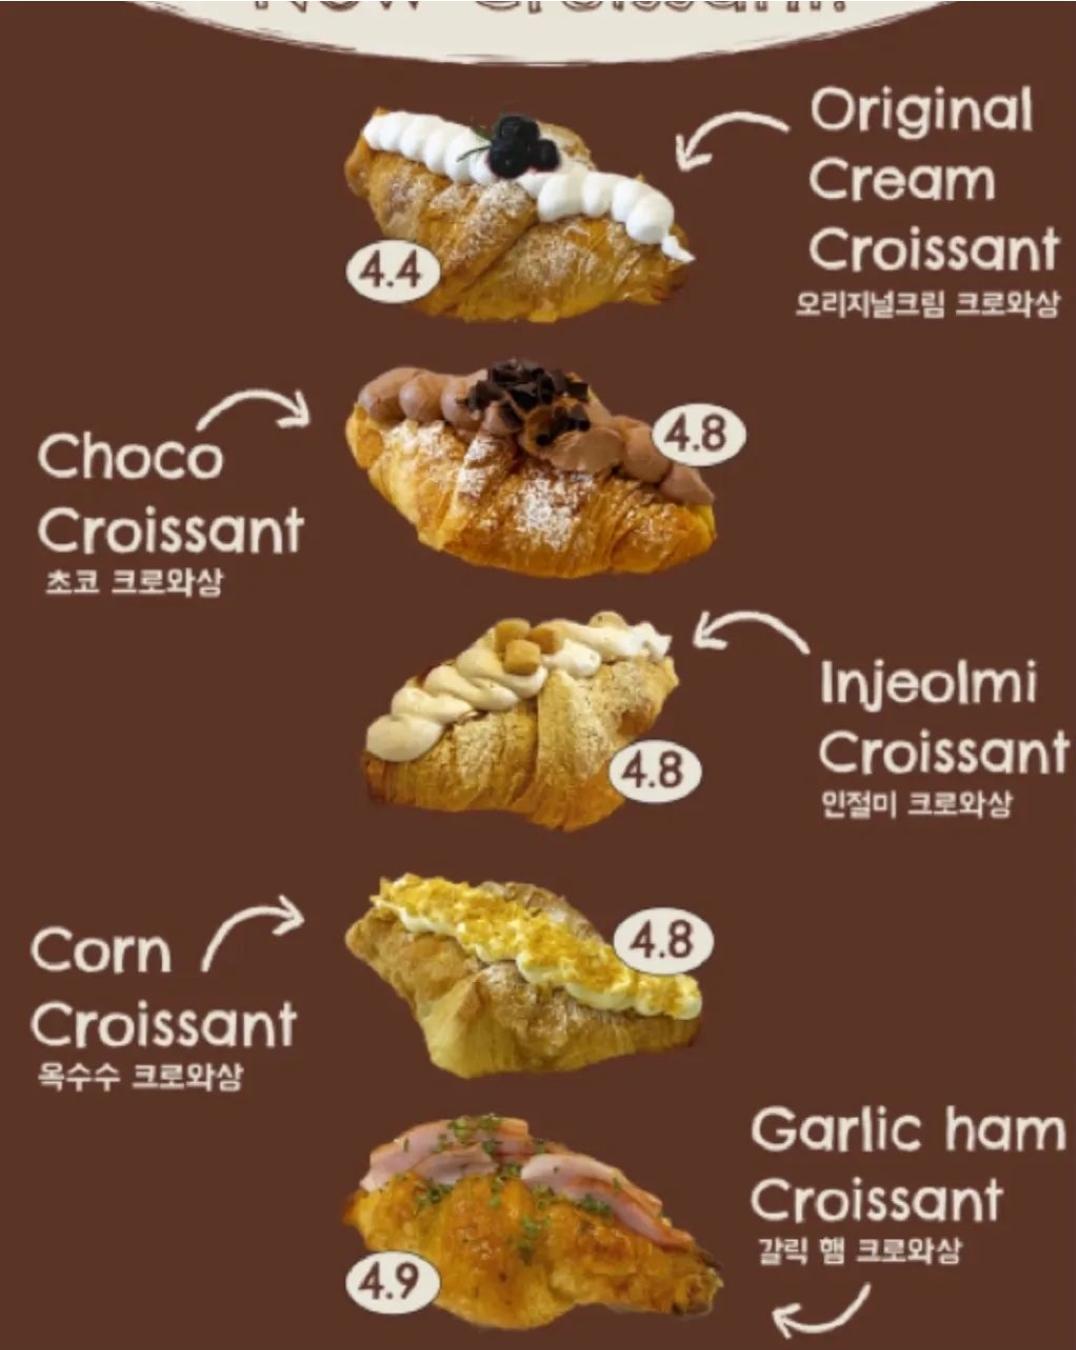 Original
Cream
Croissant
오리지널크림 크로와상
4.4
Choco
Croissant
초코 크로와상
4.8
Injeolmi
Croissant
인절미 크로와상
4.8
Corn
Croissant
옥수수 크로와상
4.8
Garlic ham
Croissant
갈릭 햄 크로와상
4.9